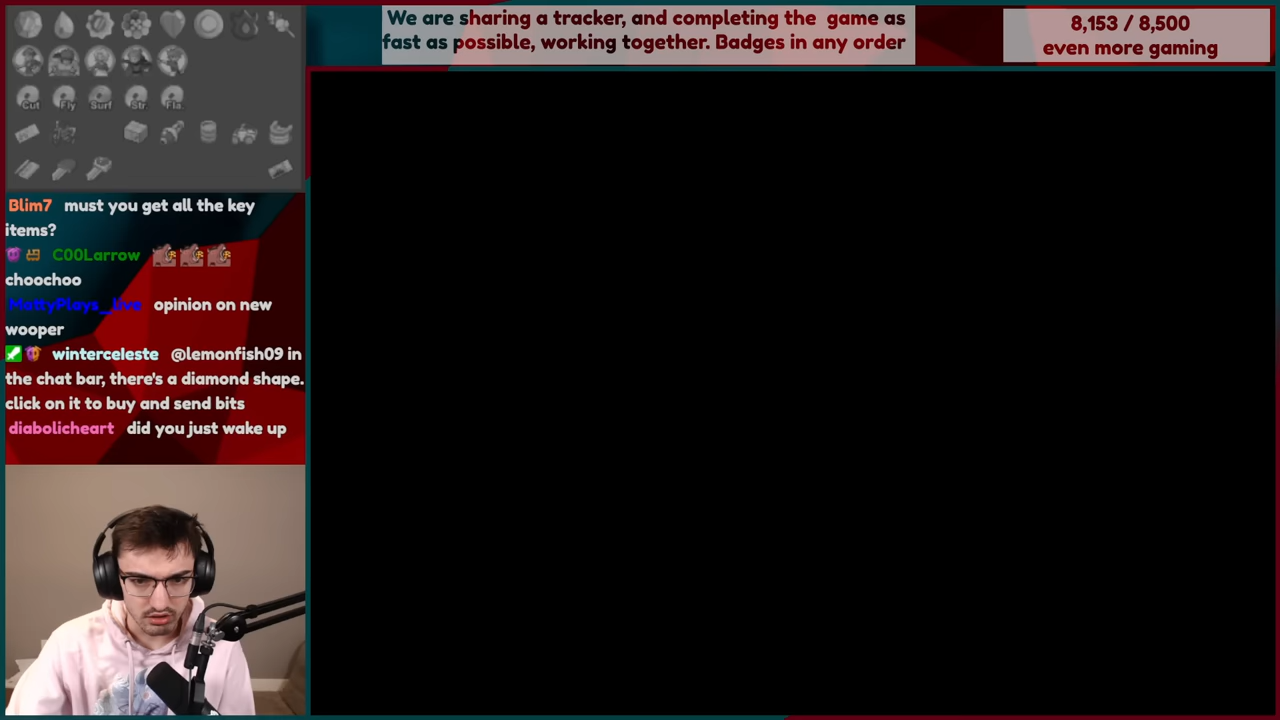 We are sharing a tracker, and completing the game as
fast as possible, working together. Badges in any order
8,153 / 8,500
even more gaming
Cut Fly Surf Str. Fla.
Blim7 must you get all the key
items?
C00Larrow
choochoo
MattyPlays_live opinion on new
wooper
winterceleste @lemonfish09 in
the chat bar, there's a diamond shape.
click on it to buy and send bits
diabolicheart did you just wake up